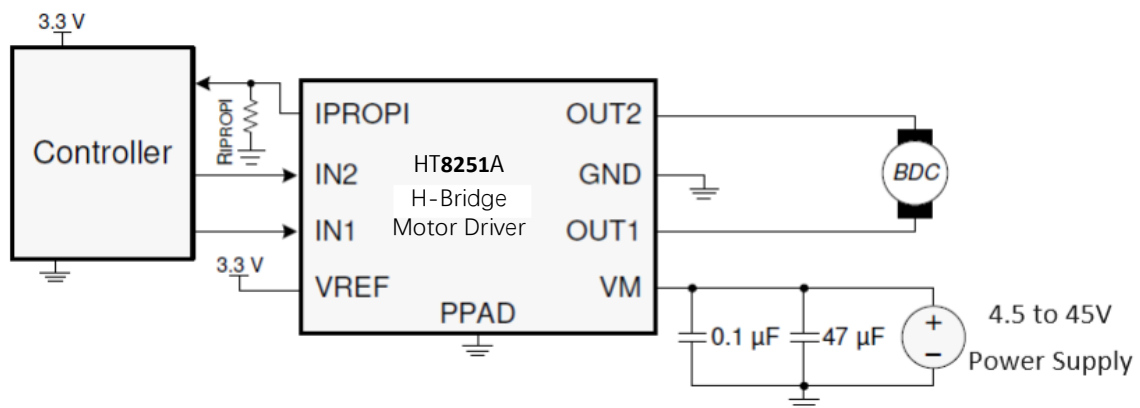 3.3 V
Controller
RIPROPI
IPROPI
IN2
IN1
3.3 V
VREF
HT8251A
H-Bridge
Motor Driver
PPAD
OUT2
GND
OUT1
VM
BDC
0.1 µF
47 µF
+
−
4.5 to 45V
Power Supply